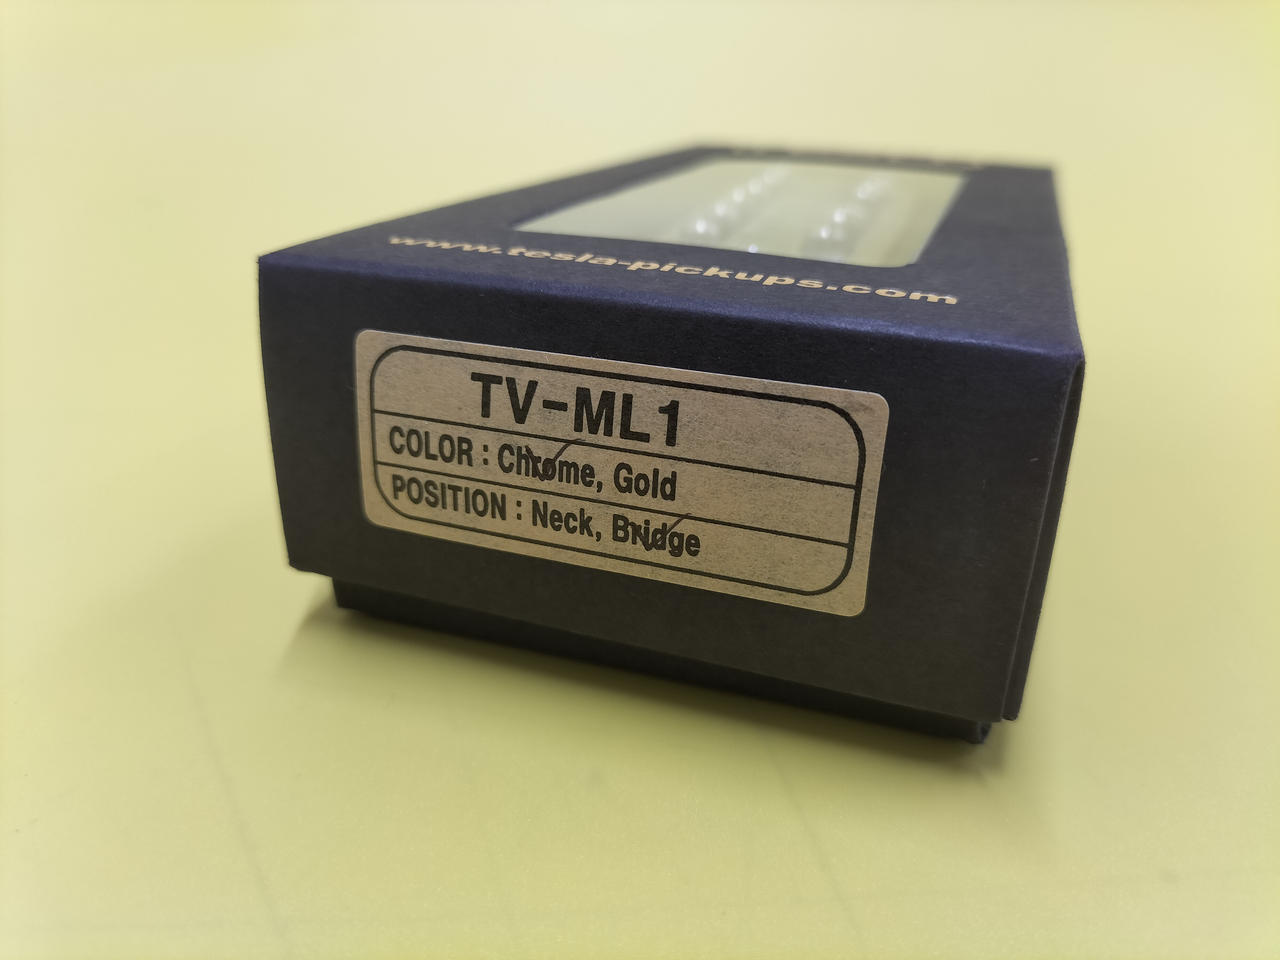 www.tesla-pickups.com
TV-ML1
COLOR : Chrome, Gold
POSITION : Neck, Bridge